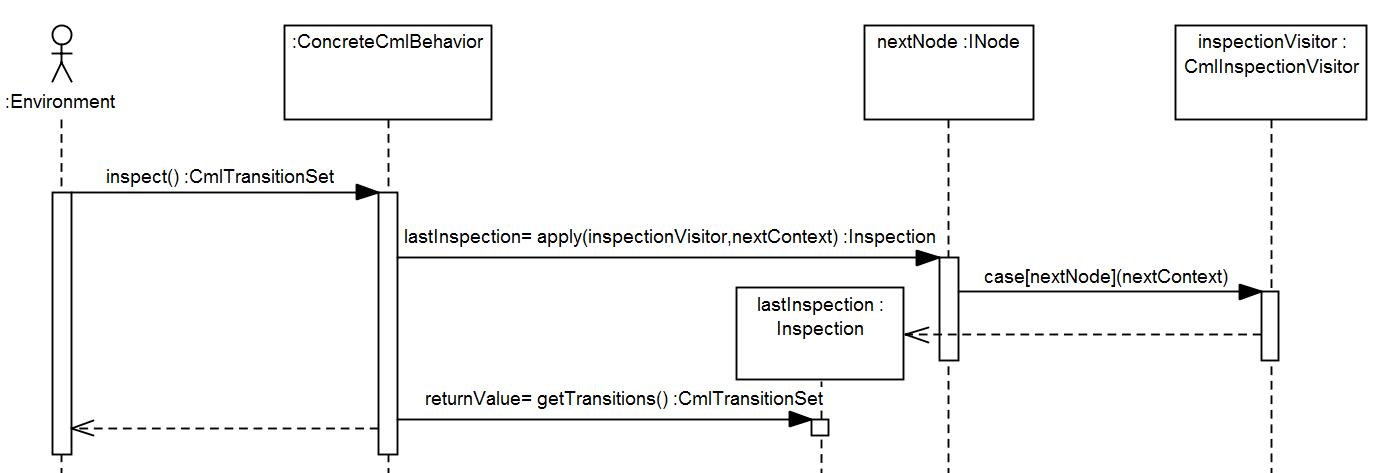 :Environment
:ConcreteCmlBehavior
nextNode :INode
inspectionVisitor :
CmlInspectionVisitor
inspect() :CmlTransitionSet
lastInspection= apply(inspectionVisitor,nextContext) :Inspection
case[nextNode](nextContext)
lastInspection :
Inspection
returnValue= getTransitions() :CmlTransitionSet